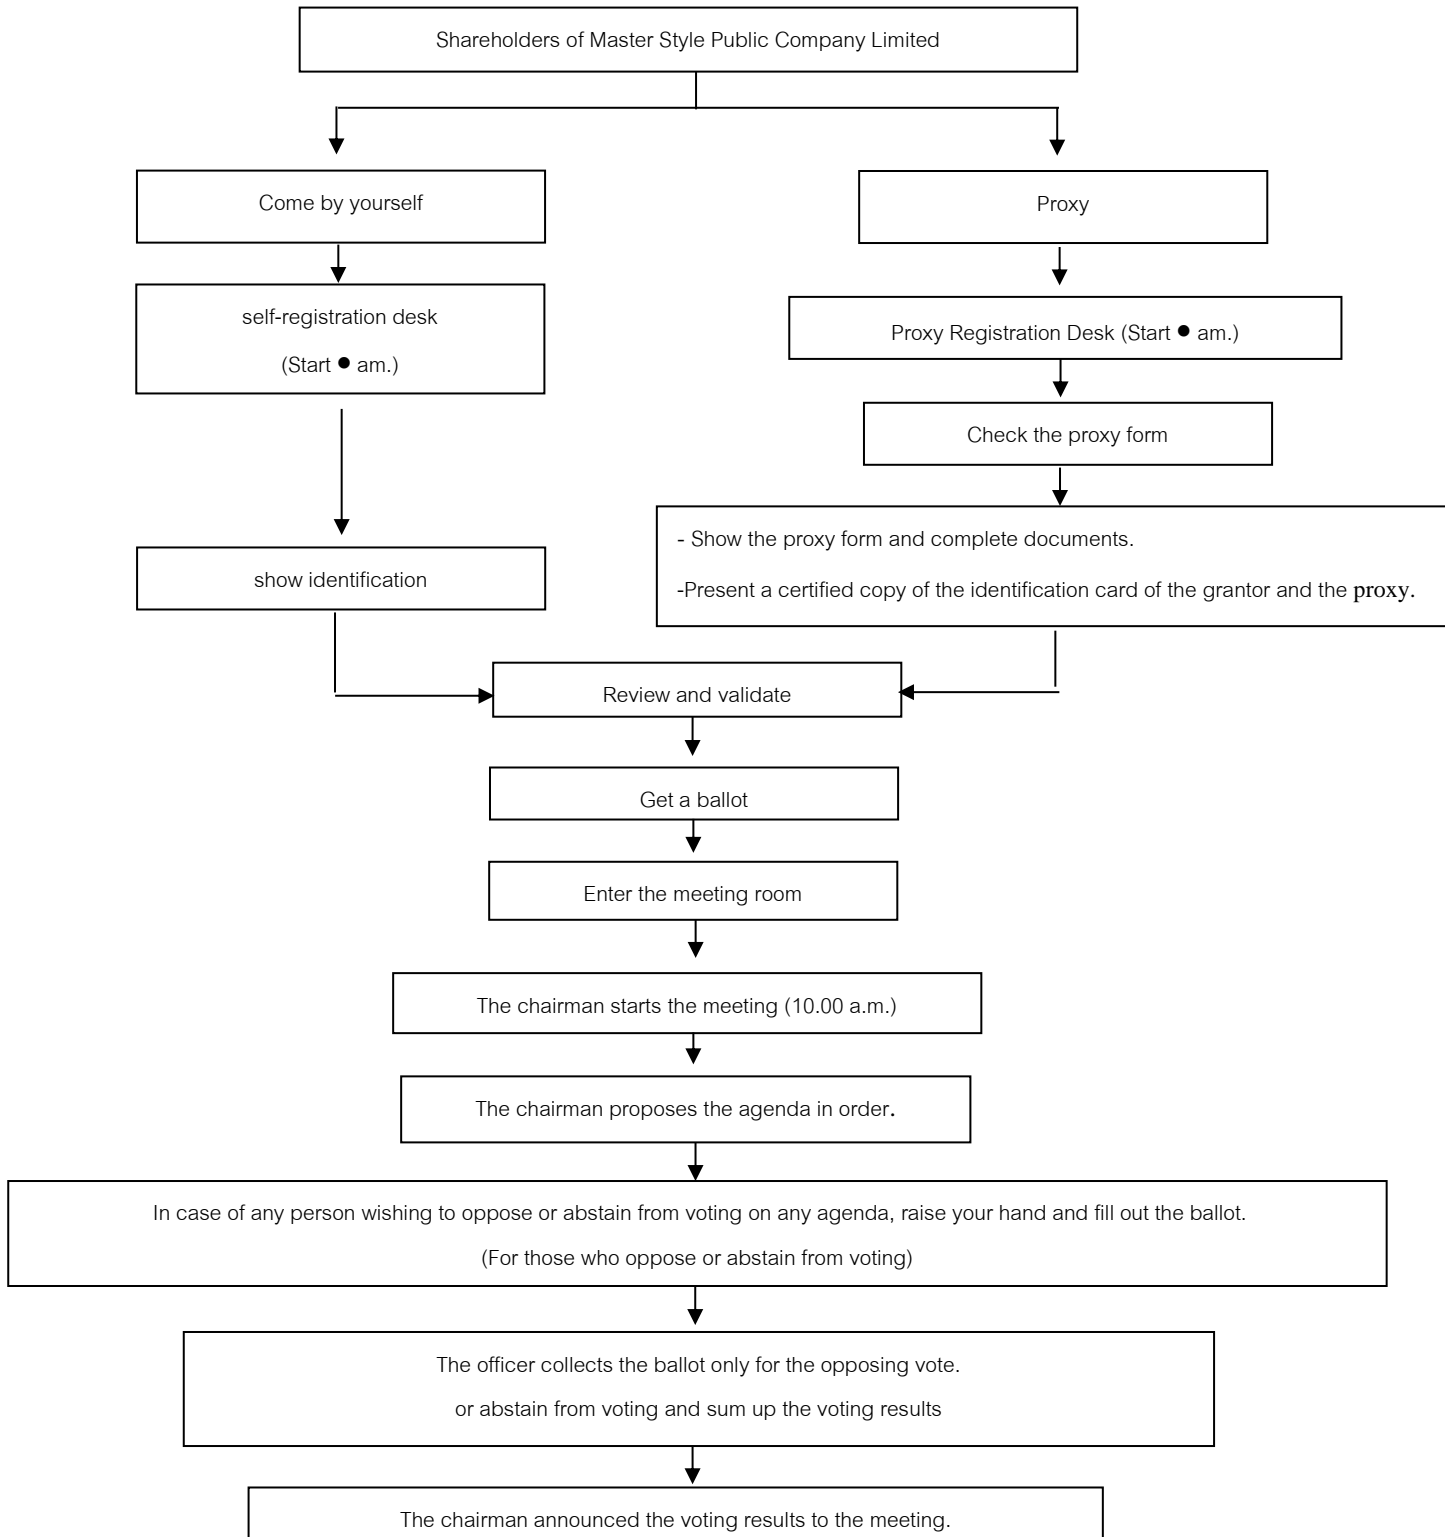 Shareholders of Master Style Public Company Limited
Come by yourself
Proxy
self-registration desk
(Start ● am.)
Proxy Registration Desk (Start ● am.)
Check the proxy form
- Show the proxy form and complete documents.
-Present a certified copy of the identification card of the grantor and the proxy.
show identification
Review and validate
Get a ballot
Enter the meeting room
The chairman starts the meeting (10.00 a.m.)
The chairman proposes the agenda in order.
In case of any person wishing to oppose or abstain from voting on any agenda, raise your hand and fill out the ballot.
(For those who oppose or abstain from voting)
The officer collects the ballot only for the opposing vote.
or abstain from voting and sum up the voting results
The chairman announced the voting results to the meeting.